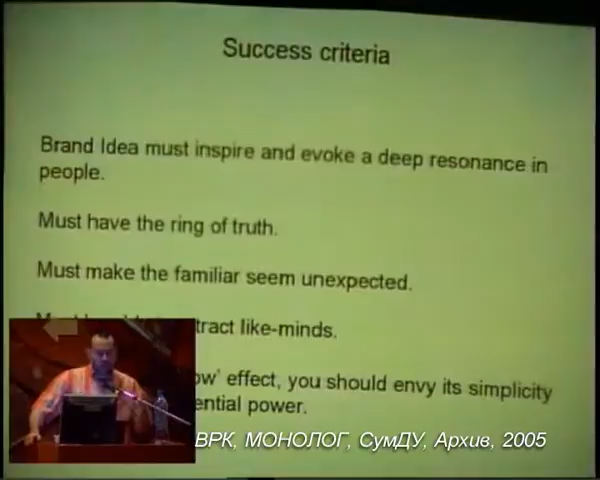 Success criteria
Brand Idea must inspire and evoke a deep resonance in
people.
Must have the ring of truth.
Must make the familiar seem unexpected.
tract like-minds.
ow' effect, you should envy its simplicity
ential power.
ВРК, МОНОЛОГ, СумДУ, Архив, 2005